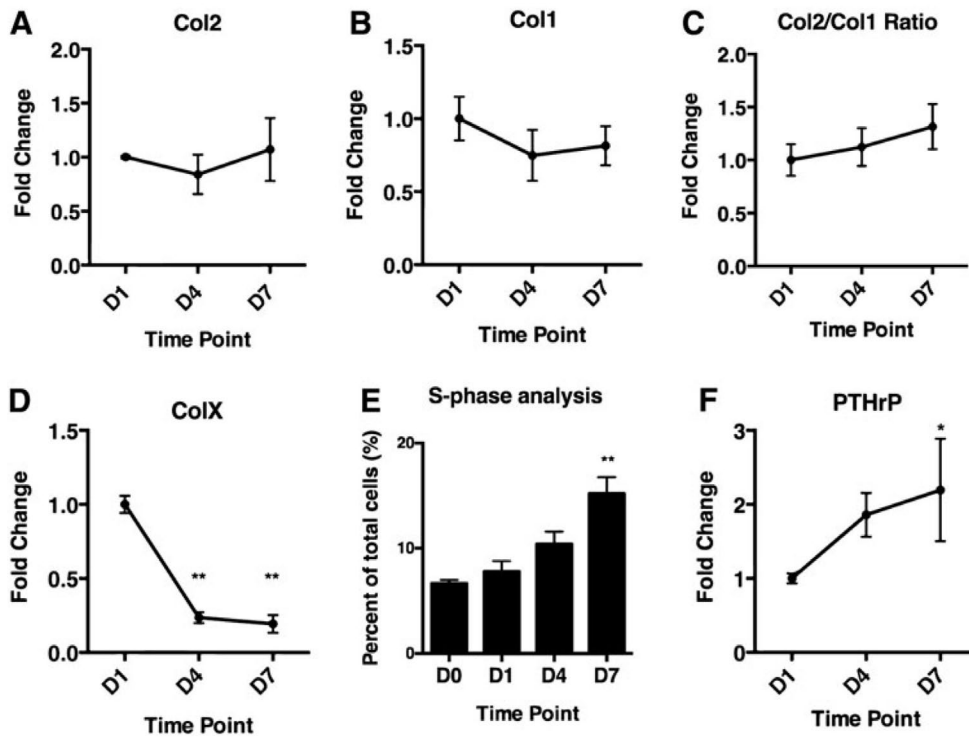 A
Col2
Fold Change
2.0
1.5
1.0
0.5
0.0
D1
D4
D7
Time Point
B
Col1
Fold Change
1.5
1.0
0.5
0.0
D1
D4
D7
Time Point
C
Col2/Col1 Ratio
Fold Change
2.0
1.5
1.0
0.5
0.0
D1
D4
D7
Time Point
D
ColX
Fold Change
1.5
1.0
0.5
0.0
**
**
D1
D4
D7
Time Point
E
S-phase analysis
Percent of total cells (%)
20
10
0
**
D0
D1
D4
D7
Time Point
F
PTHrP
Fold Change
3
2
1
0
*
D1
D4
D7
Time Point